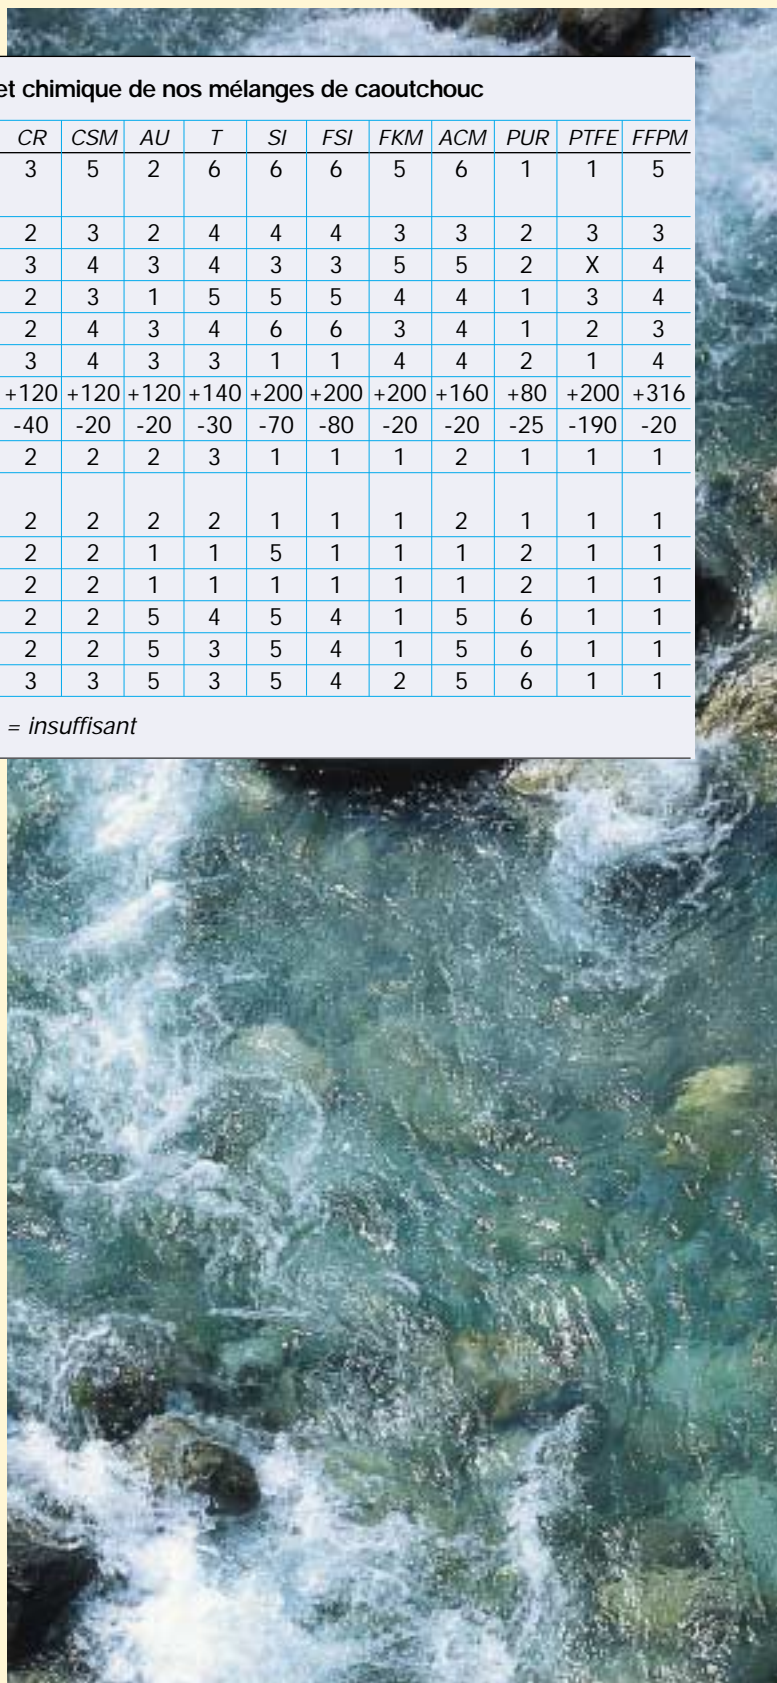 et chimique de nos mélanges de caoutchouc
CR CSM AU T SI FSI FKM ACM PUR PTFE FFPM
3 5 2 6 6 6 5 6 1 1 5
2 3 2 4 4 4 3 3 2 3 3
3 4 3 4 3 3 5 5 2 X 4
2 3 1 5 5 5 4 4 1 3 4
2 4 3 4 6 6 3 4 1 2 3
3 4 3 3 1 1 4 4 2 1 4
+120 +120 +120 +140 +200 +200 +200 +160 +80 +200 +316
-40 -20 -20 -30 -70 -80 -20 -20 -25 -190 -20
2 2 2 3 1 1 1 2 1 1 1
2 2 2 2 1 1 1 2 1 1 1
2 2 1 1 5 1 1 1 2 1 1
2 2 1 1 1 1 1 1 2 1 1
2 2 5 4 5 4 1 5 6 1 1
2 2 5 3 5 4 1 5 6 1 1
3 3 5 3 5 4 2 5 6 1 1
= insuffisant